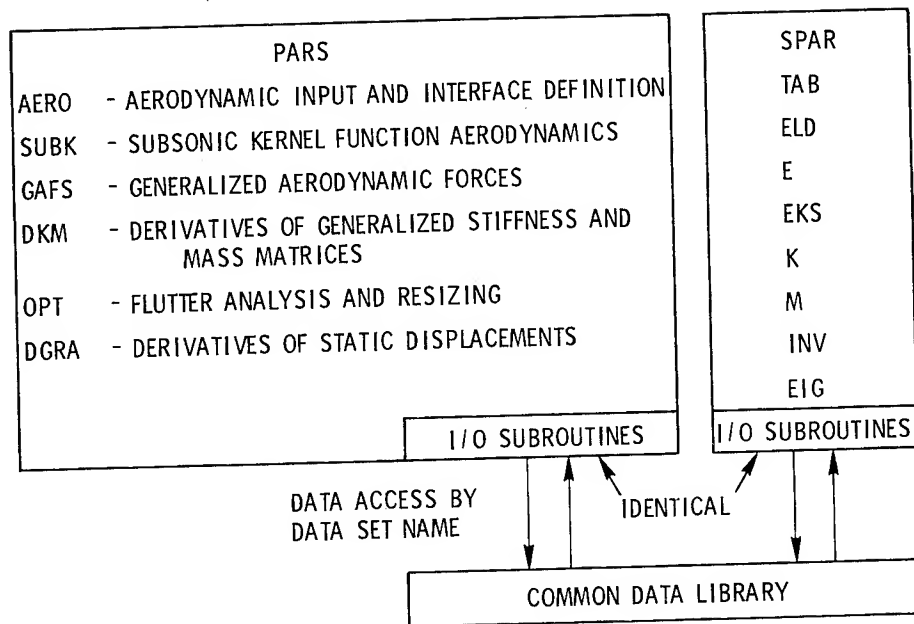 PARS
AERO - AERODYNAMIC INPUT AND INTERFACE DEFINITION
SUBK - SUBSONIC KERNEL FUNCTION AERODYNAMICS
GAFS - GENERALIZED AERODYNAMIC FORCES
DKM - DERIVATIVES OF GENERALIZED STIFFNESS AND
MASS MATRICES
OPT - FLUTTER ANALYSIS AND RESIZING
DGRA - DERIVATIVES OF STATIC DISPLACEMENTS
I/O SUBROUTINES
SPAR
TAB
ELD
E
EKS
K
M
INV
EIG
I/O SUBROUTINES
DATA ACCESS BY
DATA SET NAME
IDENTICAL
COMMON DATA LIBRARY